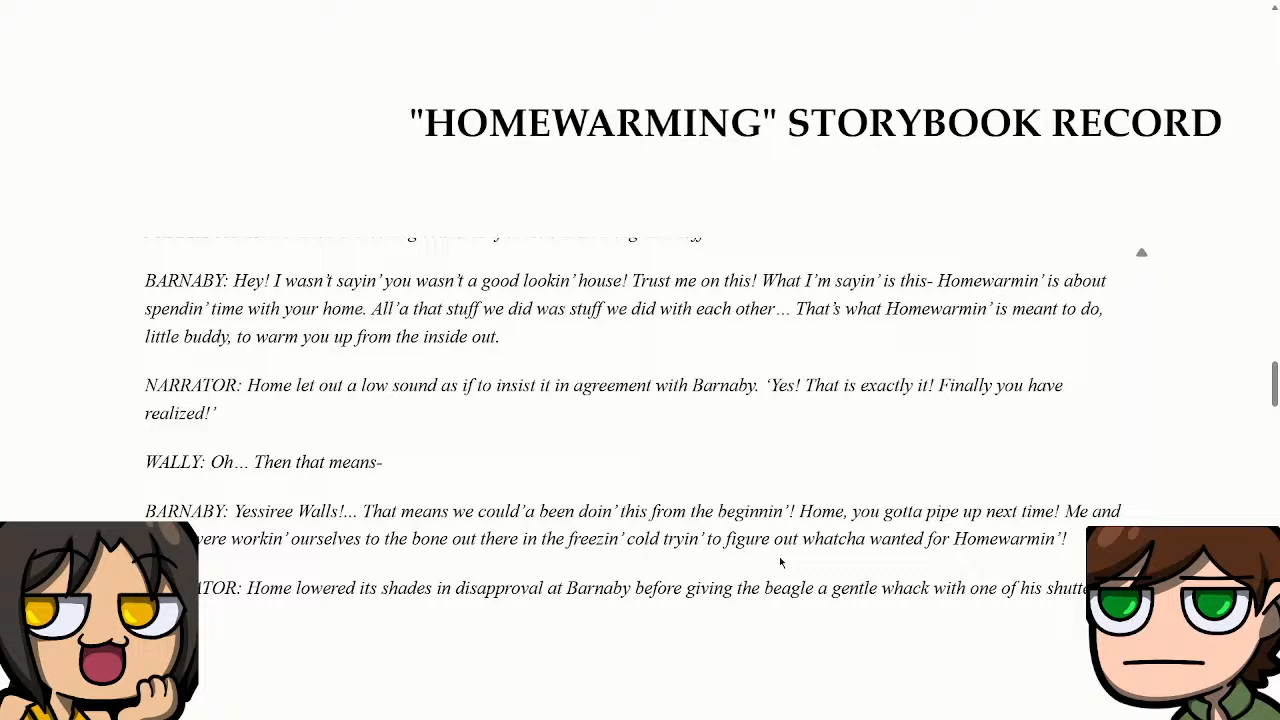 "HOMEWARMING" STORYBOOK RECORD
BARNABY: Hey! I wasn't sayin' you wasn't a good lookin' house! Trust me on this! What I'm sayin' is this- Homewarmin' is about
spendin' time with your home. All'a that stuff we did was stuff we did with each other… That's what Homewarmin' is meant to do,
little buddy, to warm you up from the inside out.
NARRATOR: Home let out a low sound as if to insist it in agreement with Barnaby. ‘Yes! That is exactly it! Finally you have
realized!’
WALLY: Oh… Then that means-
BARNABY: Yessiree Walls!... That means we could'a been doin' this from the beginnin'! Home, you gotta pipe up next time! Me and
were workin' ourselves to the bone out there in the freezin' cold tryin' to figure out whatcha wanted for Homewarmin'!
ATOR: Home lowered its shades in disapproval at Barnaby before giving the beagle a gentle whack with one of his